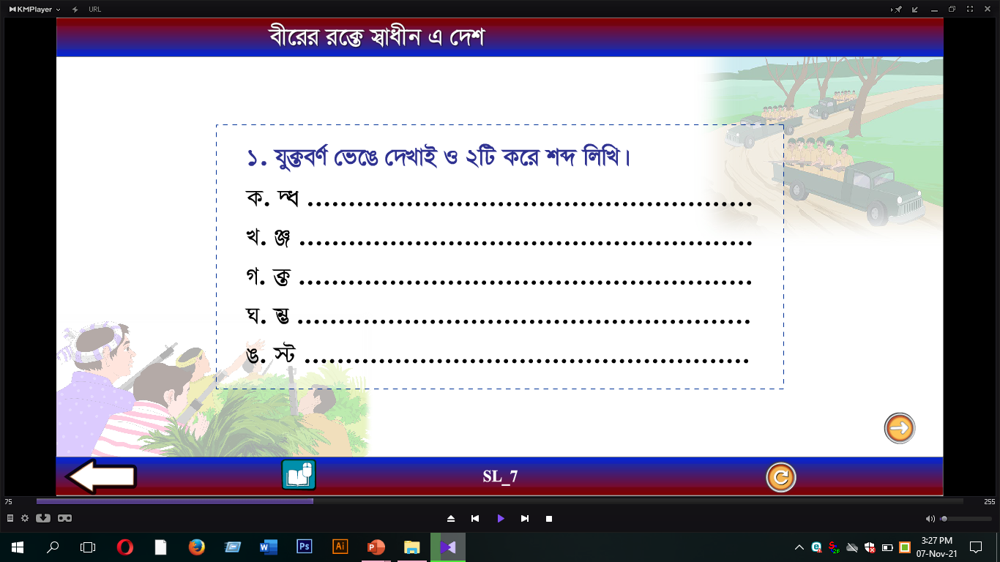 KMPlayer
URL
বীরের রক্তে স্বাধীন এ দেশ
১. যুক্তবর্ণ ভেঙে দেখাই ও ২টি করে শব্দ লিখি।
ক. দ্ধ ......................................................
খ. ঞ্জ .......................................................
গ. ক্ত .......................................................
ঘ. ম্ভ .......................................................
ঙ. স্ট ......................................................
SL_7
75
255
3:27 PM
07-Nov-21